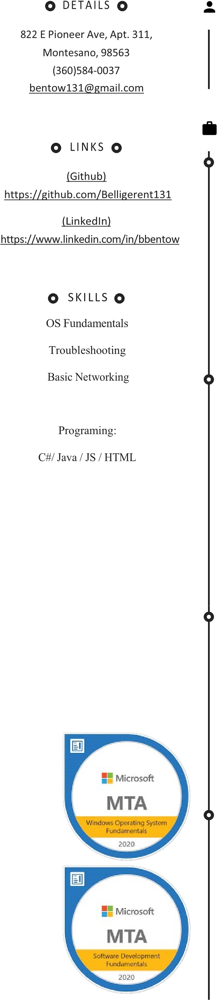 DETAILS
822 E Pioneer Ave, Apt. 311,
Montesano, 98563
(360)584-0037
bentow131@gmail.com
LINKS
(Github)
https://github.com/Belligerent131
(LinkedIn)
https://www.linkedin.com/in/bbentow
SKILLS
OS Fundamentals
Troubleshooting
Basic Networking
Programing:
C#/ Java / JS / HTML
Microsoft
MTA
Windows Operating System
Fundamentals
2020
Microsoft
MTA
Software Development
Fundamentals
2020